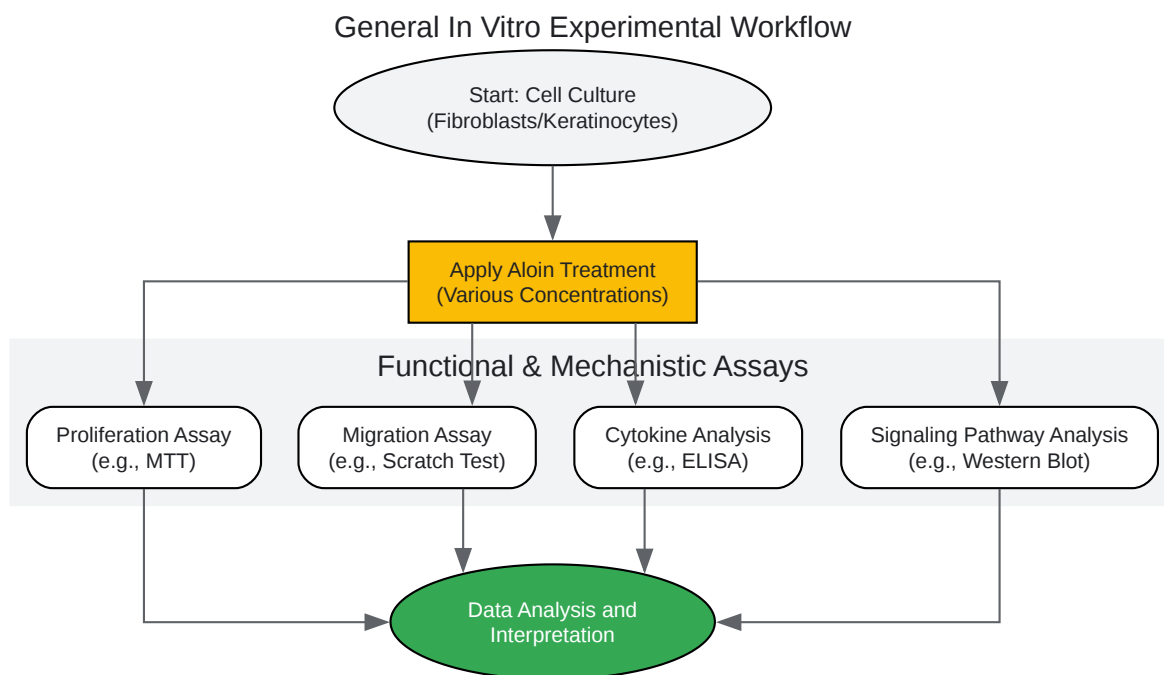 General In Vitro Experimental Workflow
Start: Cell Culture
(Fibroblasts/Keratinocytes)
Apply Aloin Treatment
(Various Concentrations)
Functional & Mechanistic Assays
Proliferation Assay
(e.g., MTT)
Migration Assay
(e.g., Scratch Test)
Cytokine Analysis
(e.g., ELISA)
Signaling Pathway Analysis
(e.g., Western Blot)
Data Analysis and
Interpretation